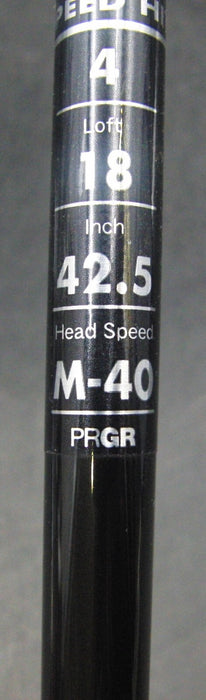 4
Loft
18
Inch
42.5
Head Speed
M-40
PRGR